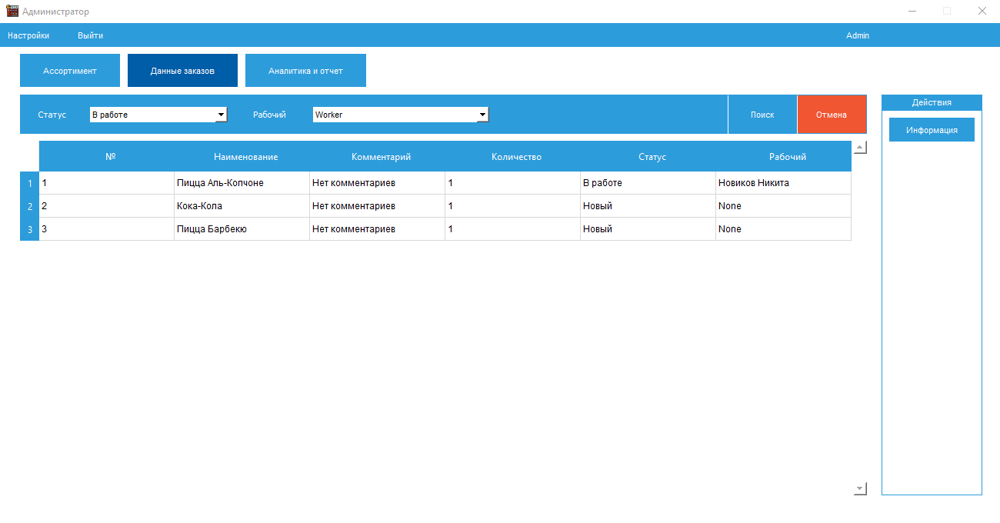 Администратор
Настройки Выйти Admin
Ассортимент Данные заказов Аналитика и отчет
Статус В работе Рабочий Worker Поиск Отмена
Действия
Информация
№ Наименование Комментарий Количество Статус Рабочий
1 1 Пицца Аль-Копчоне Нет комментариев 1 В работе Новиков Никита
2 2 Кока-Кола Нет комментариев 1 Новый None
3 3 Пицца Барбекю Нет комментариев 1 Новый None